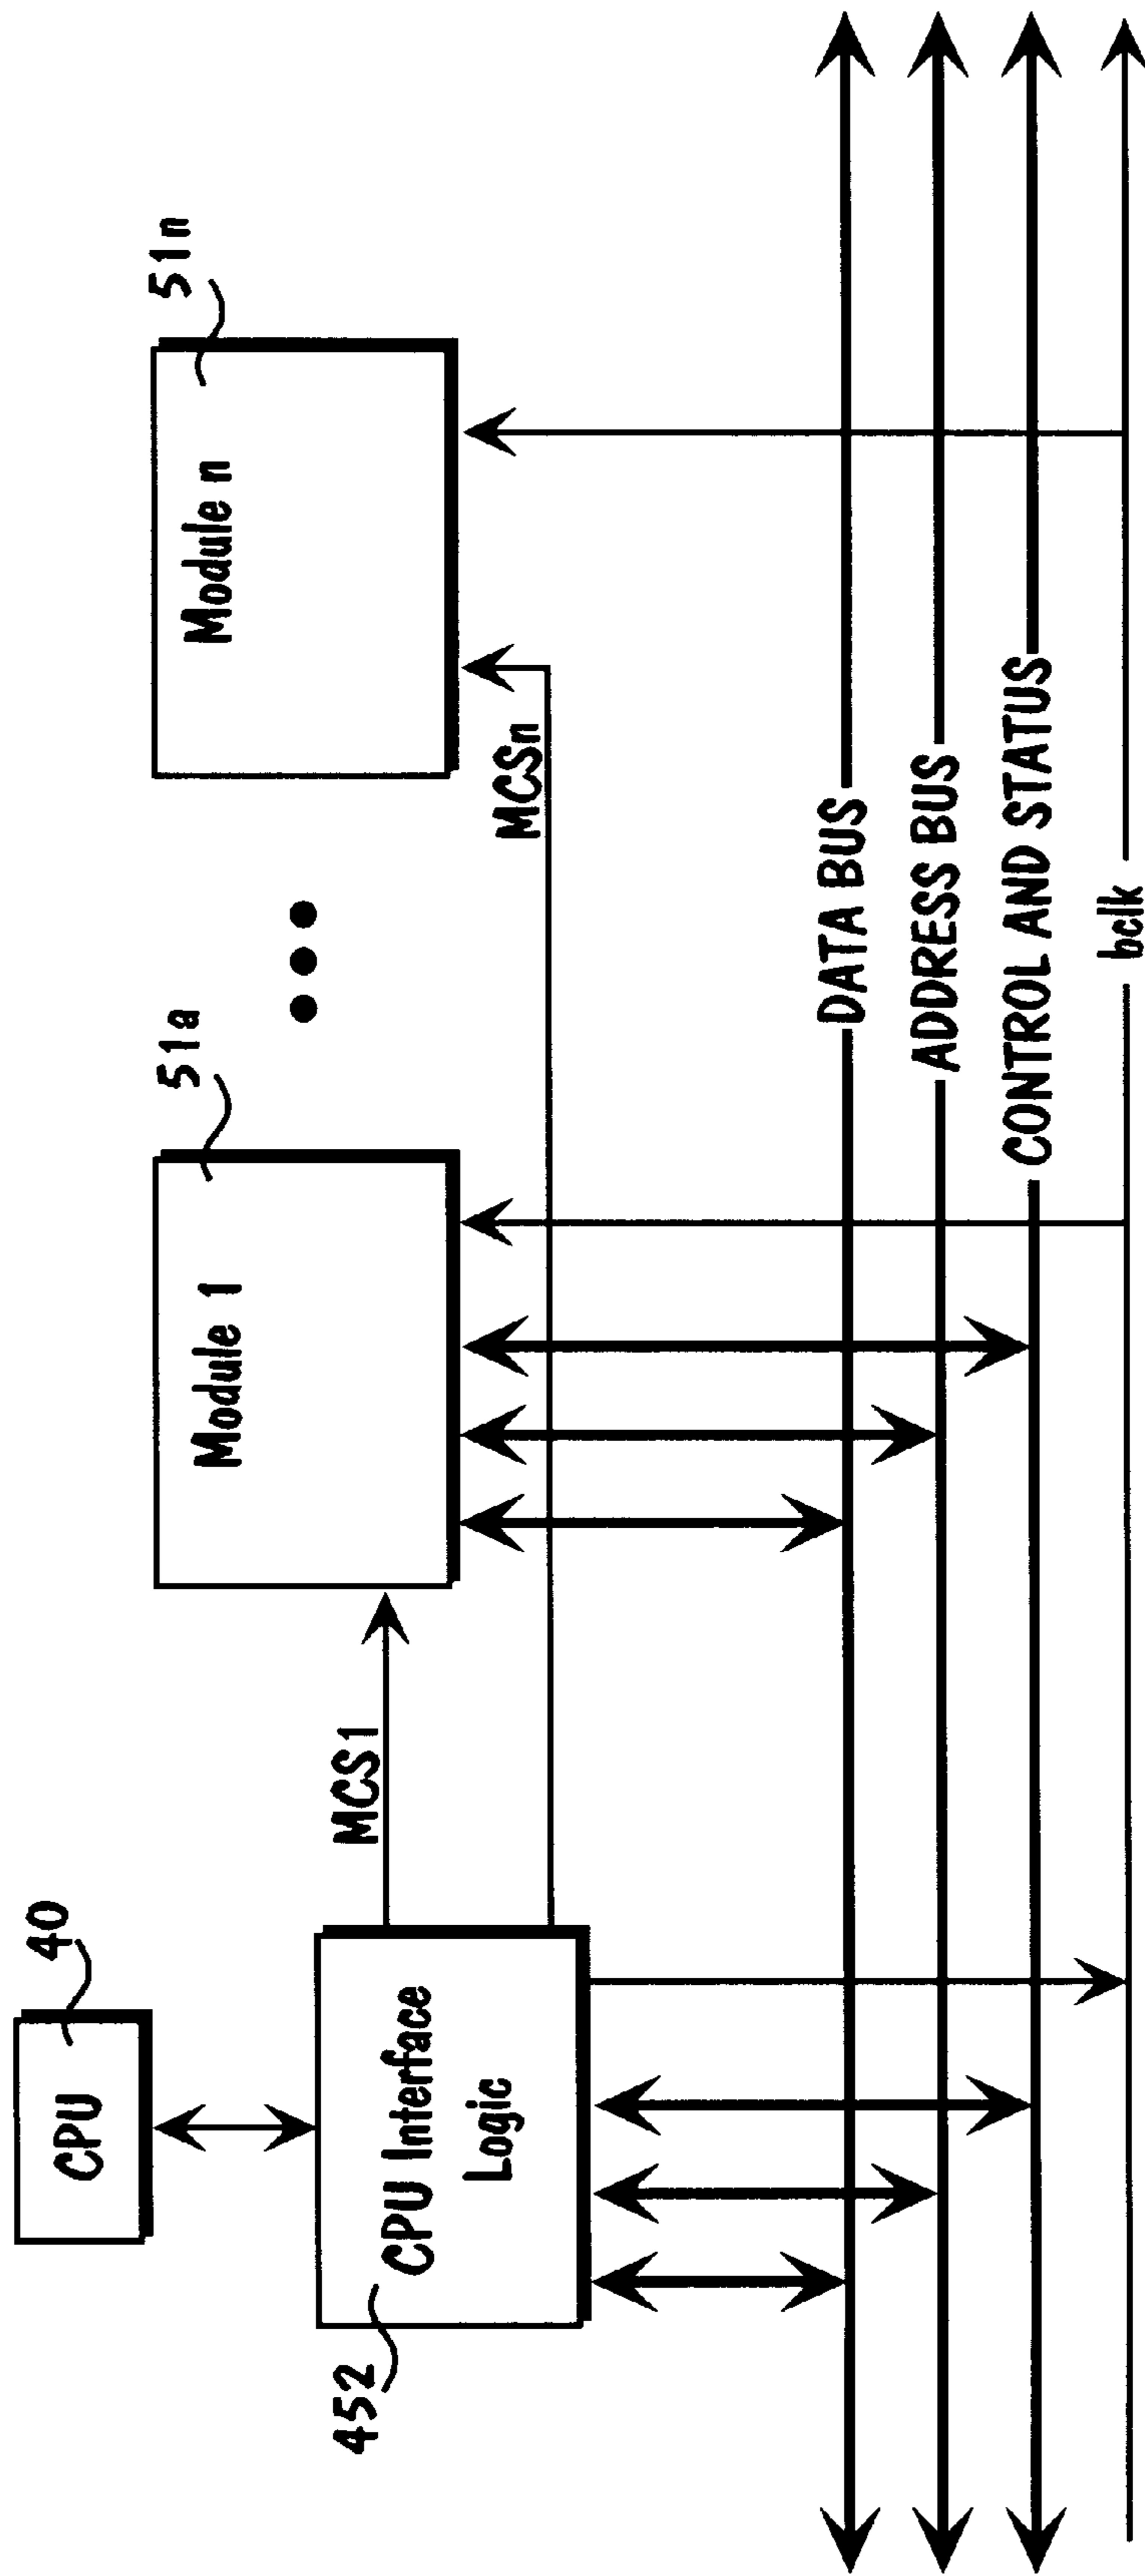 40
CPU
452
CPU Interface
Logic
MCS1
51a
Module 1
51n
Module n
MCSn
DATA BUS
ADDRESS BUS
CONTROL AND STATUS
bclk